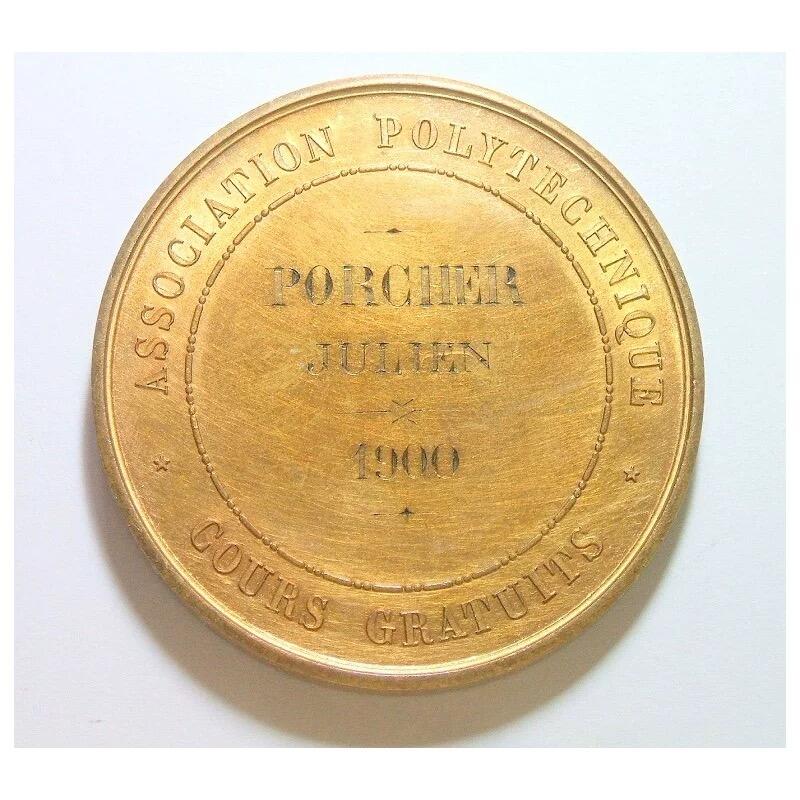 ASSOCIATION POLYTECHNIQUE
PORCHER
JULIEN
1900
COURS GRATUITS